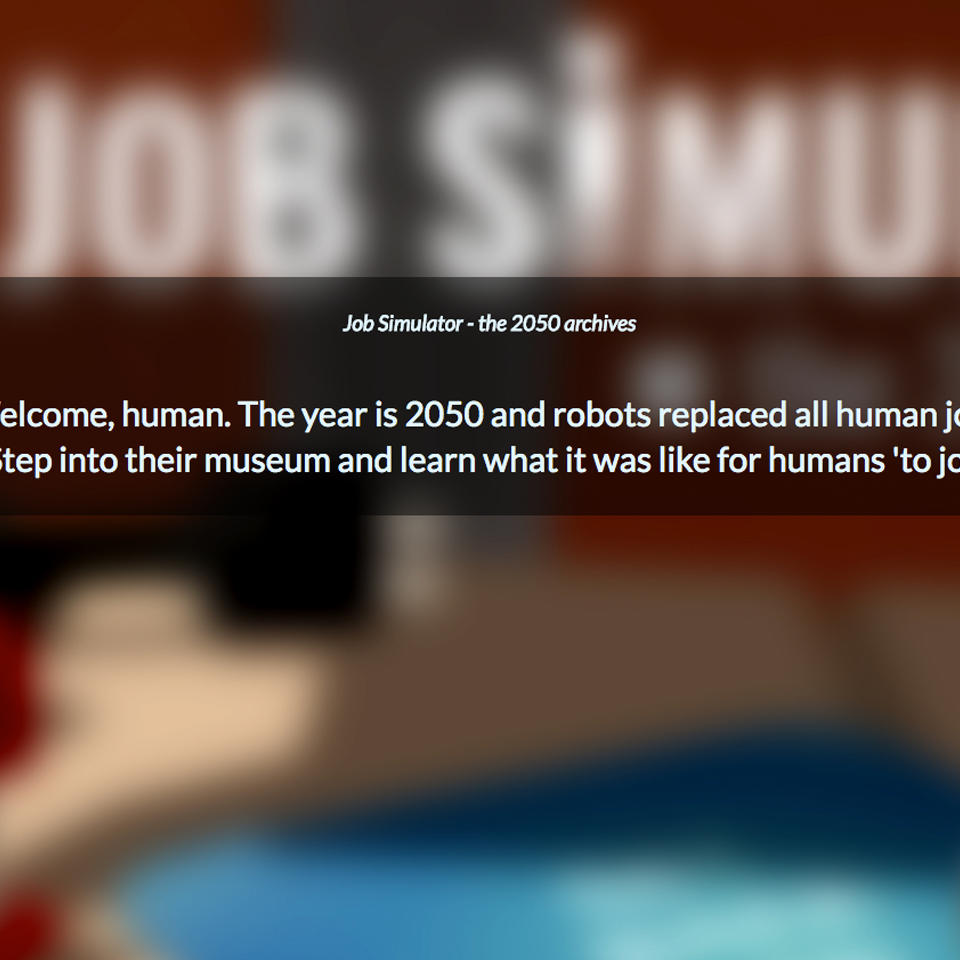 JOB SiMU
Job Simulator - the 2050 archives
elcome, human. The year is 2050 and robots replaced all human jo
Step into their museum and learn what it was like for humans 'to jo